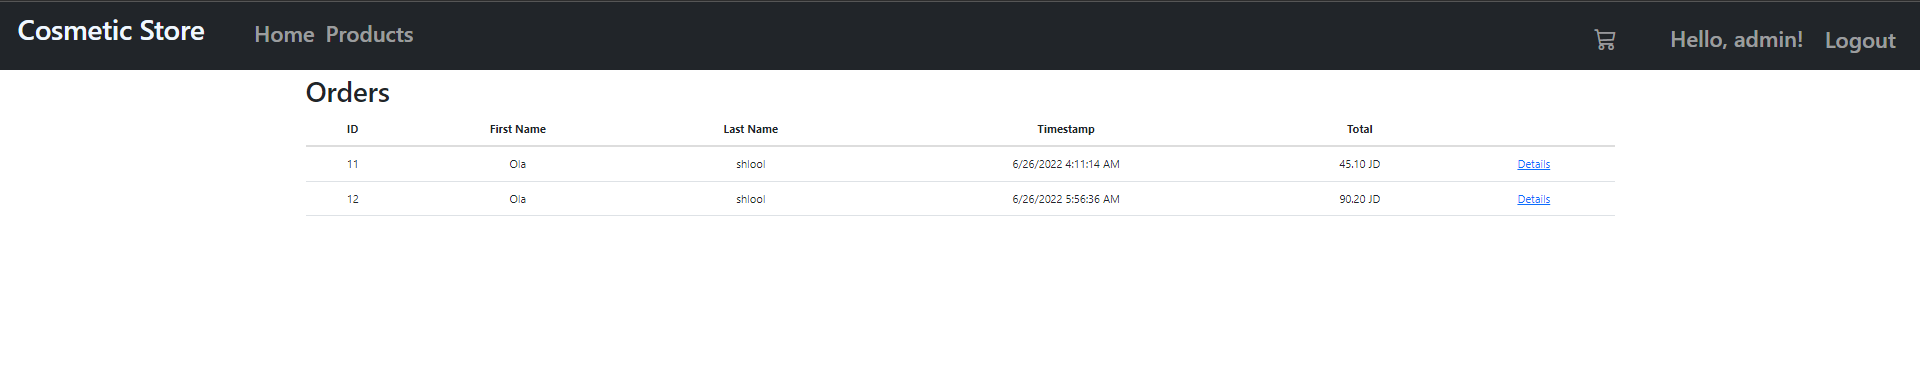 Cosmetic Store Home Products Hello, admin! Logout
Orders
ID First Name Last Name Timestamp Total
11 Ola shlool 6/26/2022 4:11:14 AM 45.10 JD Details
12 Ola shlool 6/26/2022 5:56:36 AM 90.20 JD Details